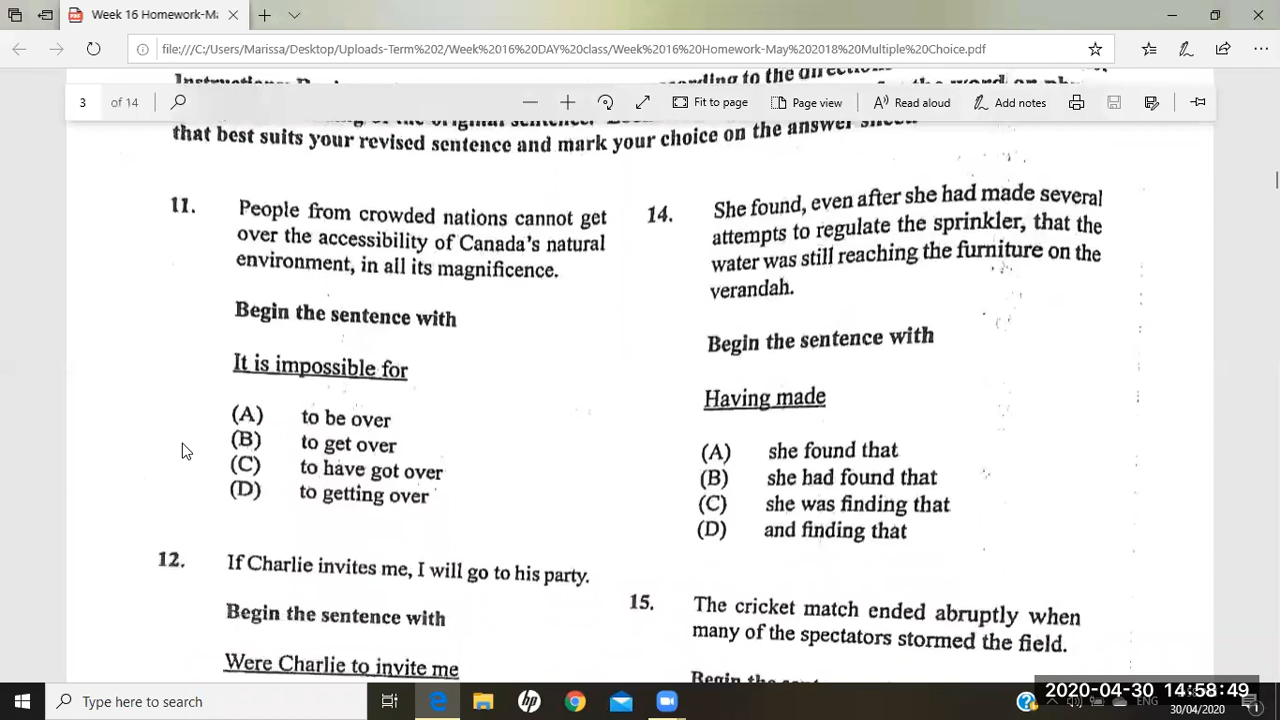 Week 16 Homework-Ma
file:///C:/Users/Marissa/Desktop/Uploads-Term%202/Week%2016%20DAY%20class/Week%2016%20Homework-May%202018%20Multiple%20Choice.pdf
3 of 14
Fit to page
Page view
Read aloud
Add notes
that best suits your revised sentence and mark your choice on the answer sheet.
11. People from crowded nations cannot get
over the accessibility of Canada's natural
environment, in all its magnificence.
Begin the sentence with
It is impossible for
(A) to be over
(B) to get over
(C) to have got over
(D) to getting over
12. If Charlie invites me, I will go to his party.
Begin the sentence with
Were Charlie to invite me
14. She found, even after she had made several
attempts to regulate the sprinkler, that the
water was still reaching the furniture on the
verandah.
Begin the sentence with
Having made
(A) she found that
(B) she had found that
(C) she was finding that
(D) and finding that
15. The cricket match ended abruptly when
many of the spectators stormed the field.
Type here to search
ENG
2020-04-30 14:58:49
30/04/2020